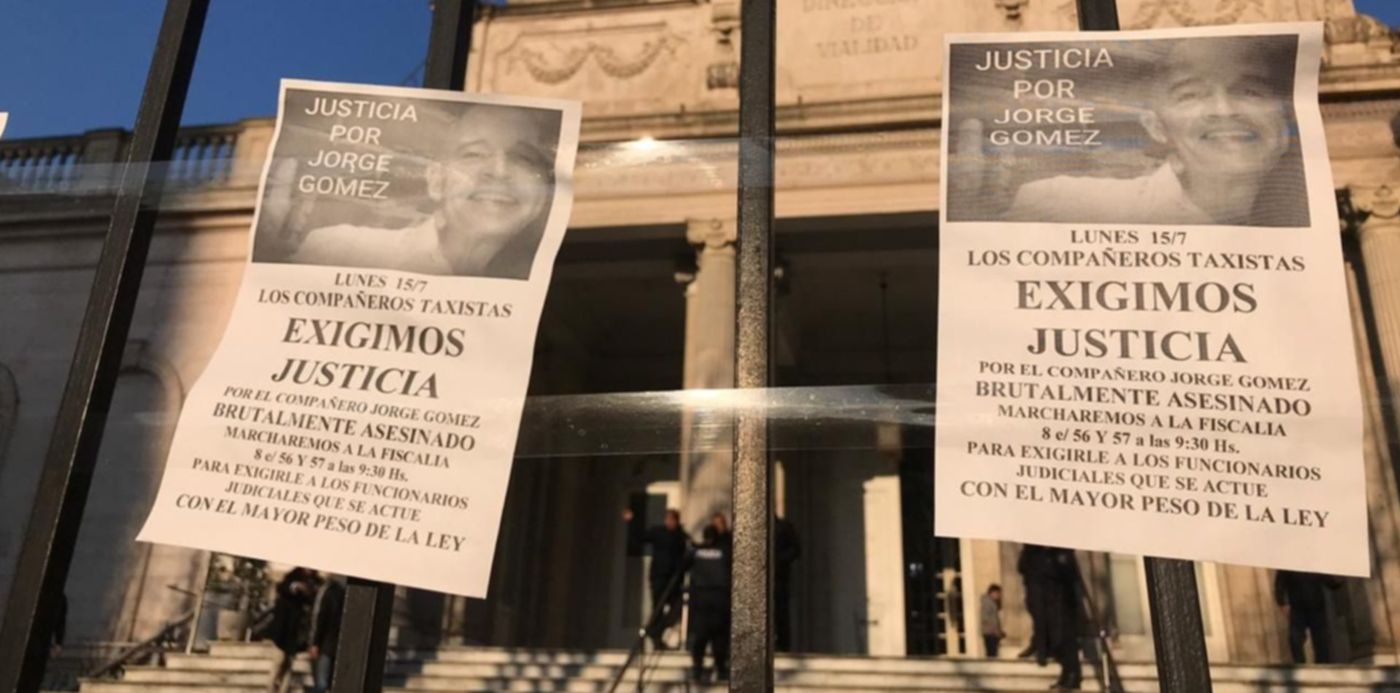 DIRECCION
DE
VIALIDAD
JUSTICIA
POR
JORGE
GOMEZ
LUNES 15/7
LOS COMPAÑEROS TAXISTAS
EXIGIMOS
JUSTICIA
POR EL COMPAÑERO JORGE GOMEZ
BRUTALMENTE ASESINADO
MARCHAREMOS A LA FISCALIA
8 e/ 56 Y 57 a las 9:30 Hs.
PARA EXIGIRLE A LOS FUNCIONARIOS
JUDICIALES QUE SE ACTUE
CON EL MAYOR PESO DE LA LEY
JUSTICIA
POR
JORGE
GOMEZ
LUNES 15/7
LOS COMPAÑEROS TAXISTAS
EXIGIMOS
JUSTICIA
POR EL COMPAÑERO JORGE GOMEZ
BRUTALMENTE ASESINADO
MARCHAREMOS A LA FISCALIA
8 e/ 56 Y 57 a las 9:30 Hs.
PARA EXIGIRLE A LOS FUNCIONARIOS
JUDICIALES QUE SE ACTUE
CON EL MAYOR PESO DE LA LEY